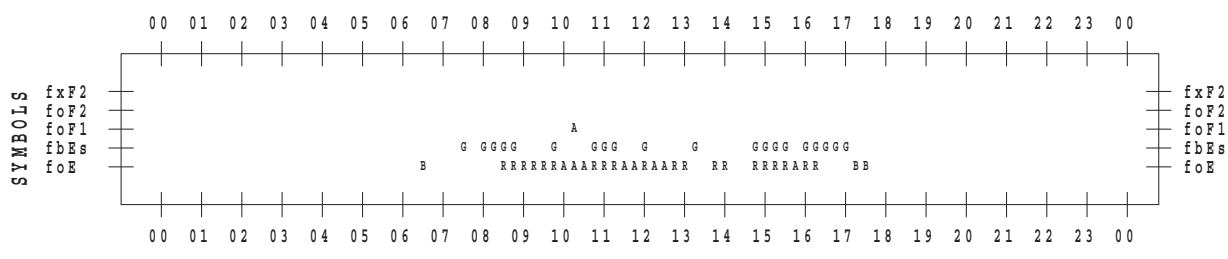 00 01 02 03 04 05 06 07 08 09 10 11 12 13 14 15 16 17 18 19 20 21 22 23 00
SYMBOLS
fxF2 fxF2
foF2 foF2
foF1 A foF1
fbEs G GGGG G GGG G G GGGG GGGGG fbEs
foE B RRRRRRAAARRRAARAARR RR RRRRARR BB foE
00 01 02 03 04 05 06 07 08 09 10 11 12 13 14 15 16 17 18 19 20 21 22 23 00